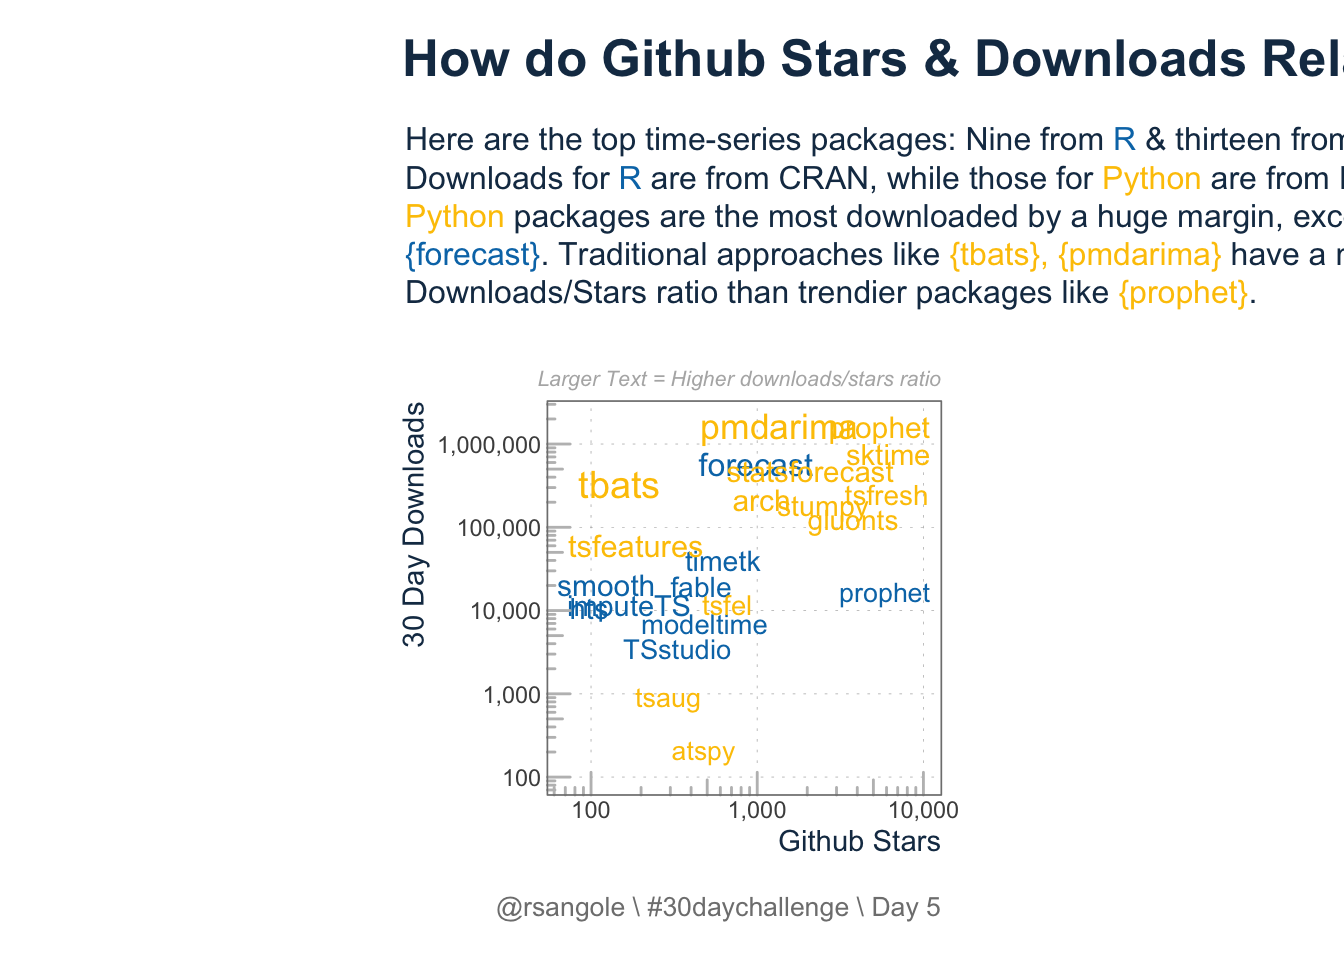 How do Github Stars & Downloads Rel
Here are the top time-series packages: Nine from R & thirteen from
Downloads for R are from CRAN, while those for Python are from
Python packages are the most downloaded by a huge margin, exc
{forecast}. Traditional approaches like {tbats}, {pmdarima} have a
Downloads/Stars ratio than trendier packages like {prophet}.
Larger Text = Higher downloads/stars ratio
30 Day Downloads
1,000,000
100,000
10,000
1,000
100
pmdarima
prophet
sktime
forecast
statsforecast
tbats
tsfresh
arch
stumpy
gluonts
tsfeatures
timetk
smooth
fable
prophet
imputeTS
hts
tsfel
modeltime
TSstudio
tsaug
atspy
100 1,000 10,000
Github Stars
@rsangole \ #30daychallenge \ Day 5